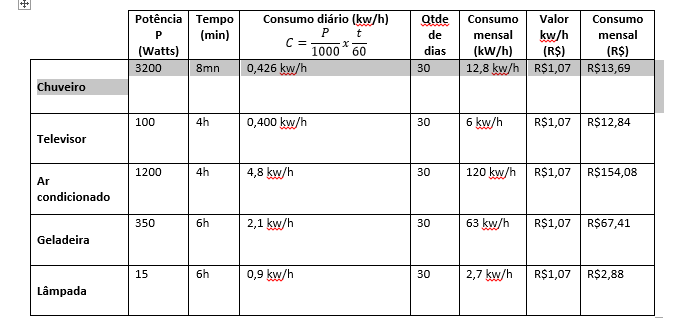 Potência P (Watts) Tempo (min) Consumo diário (kw/h) C = P/1000 x t/60 Qtde de dias Consumo mensal (kW/h) Valor kw/h (R$) Consumo mensal (R$)
Chuveiro 3200 8mn 0,426 kw/h 30 12,8 kw/h R$1,07 R$13,69
Televisor 100 4h 0,400 kw/h 30 6 kw/h R$1,07 R$12,84
Ar condicionado 1200 4h 4,8 kw/h 30 120 kw/h R$1,07 R$154,08
Geladeira 350 6h 2,1 kw/h 30 63 kw/h R$1,07 R$67,41
Lâmpada 15 6h 0,9 kw/h 30 2,7 kw/h R$1,07 R$2,88